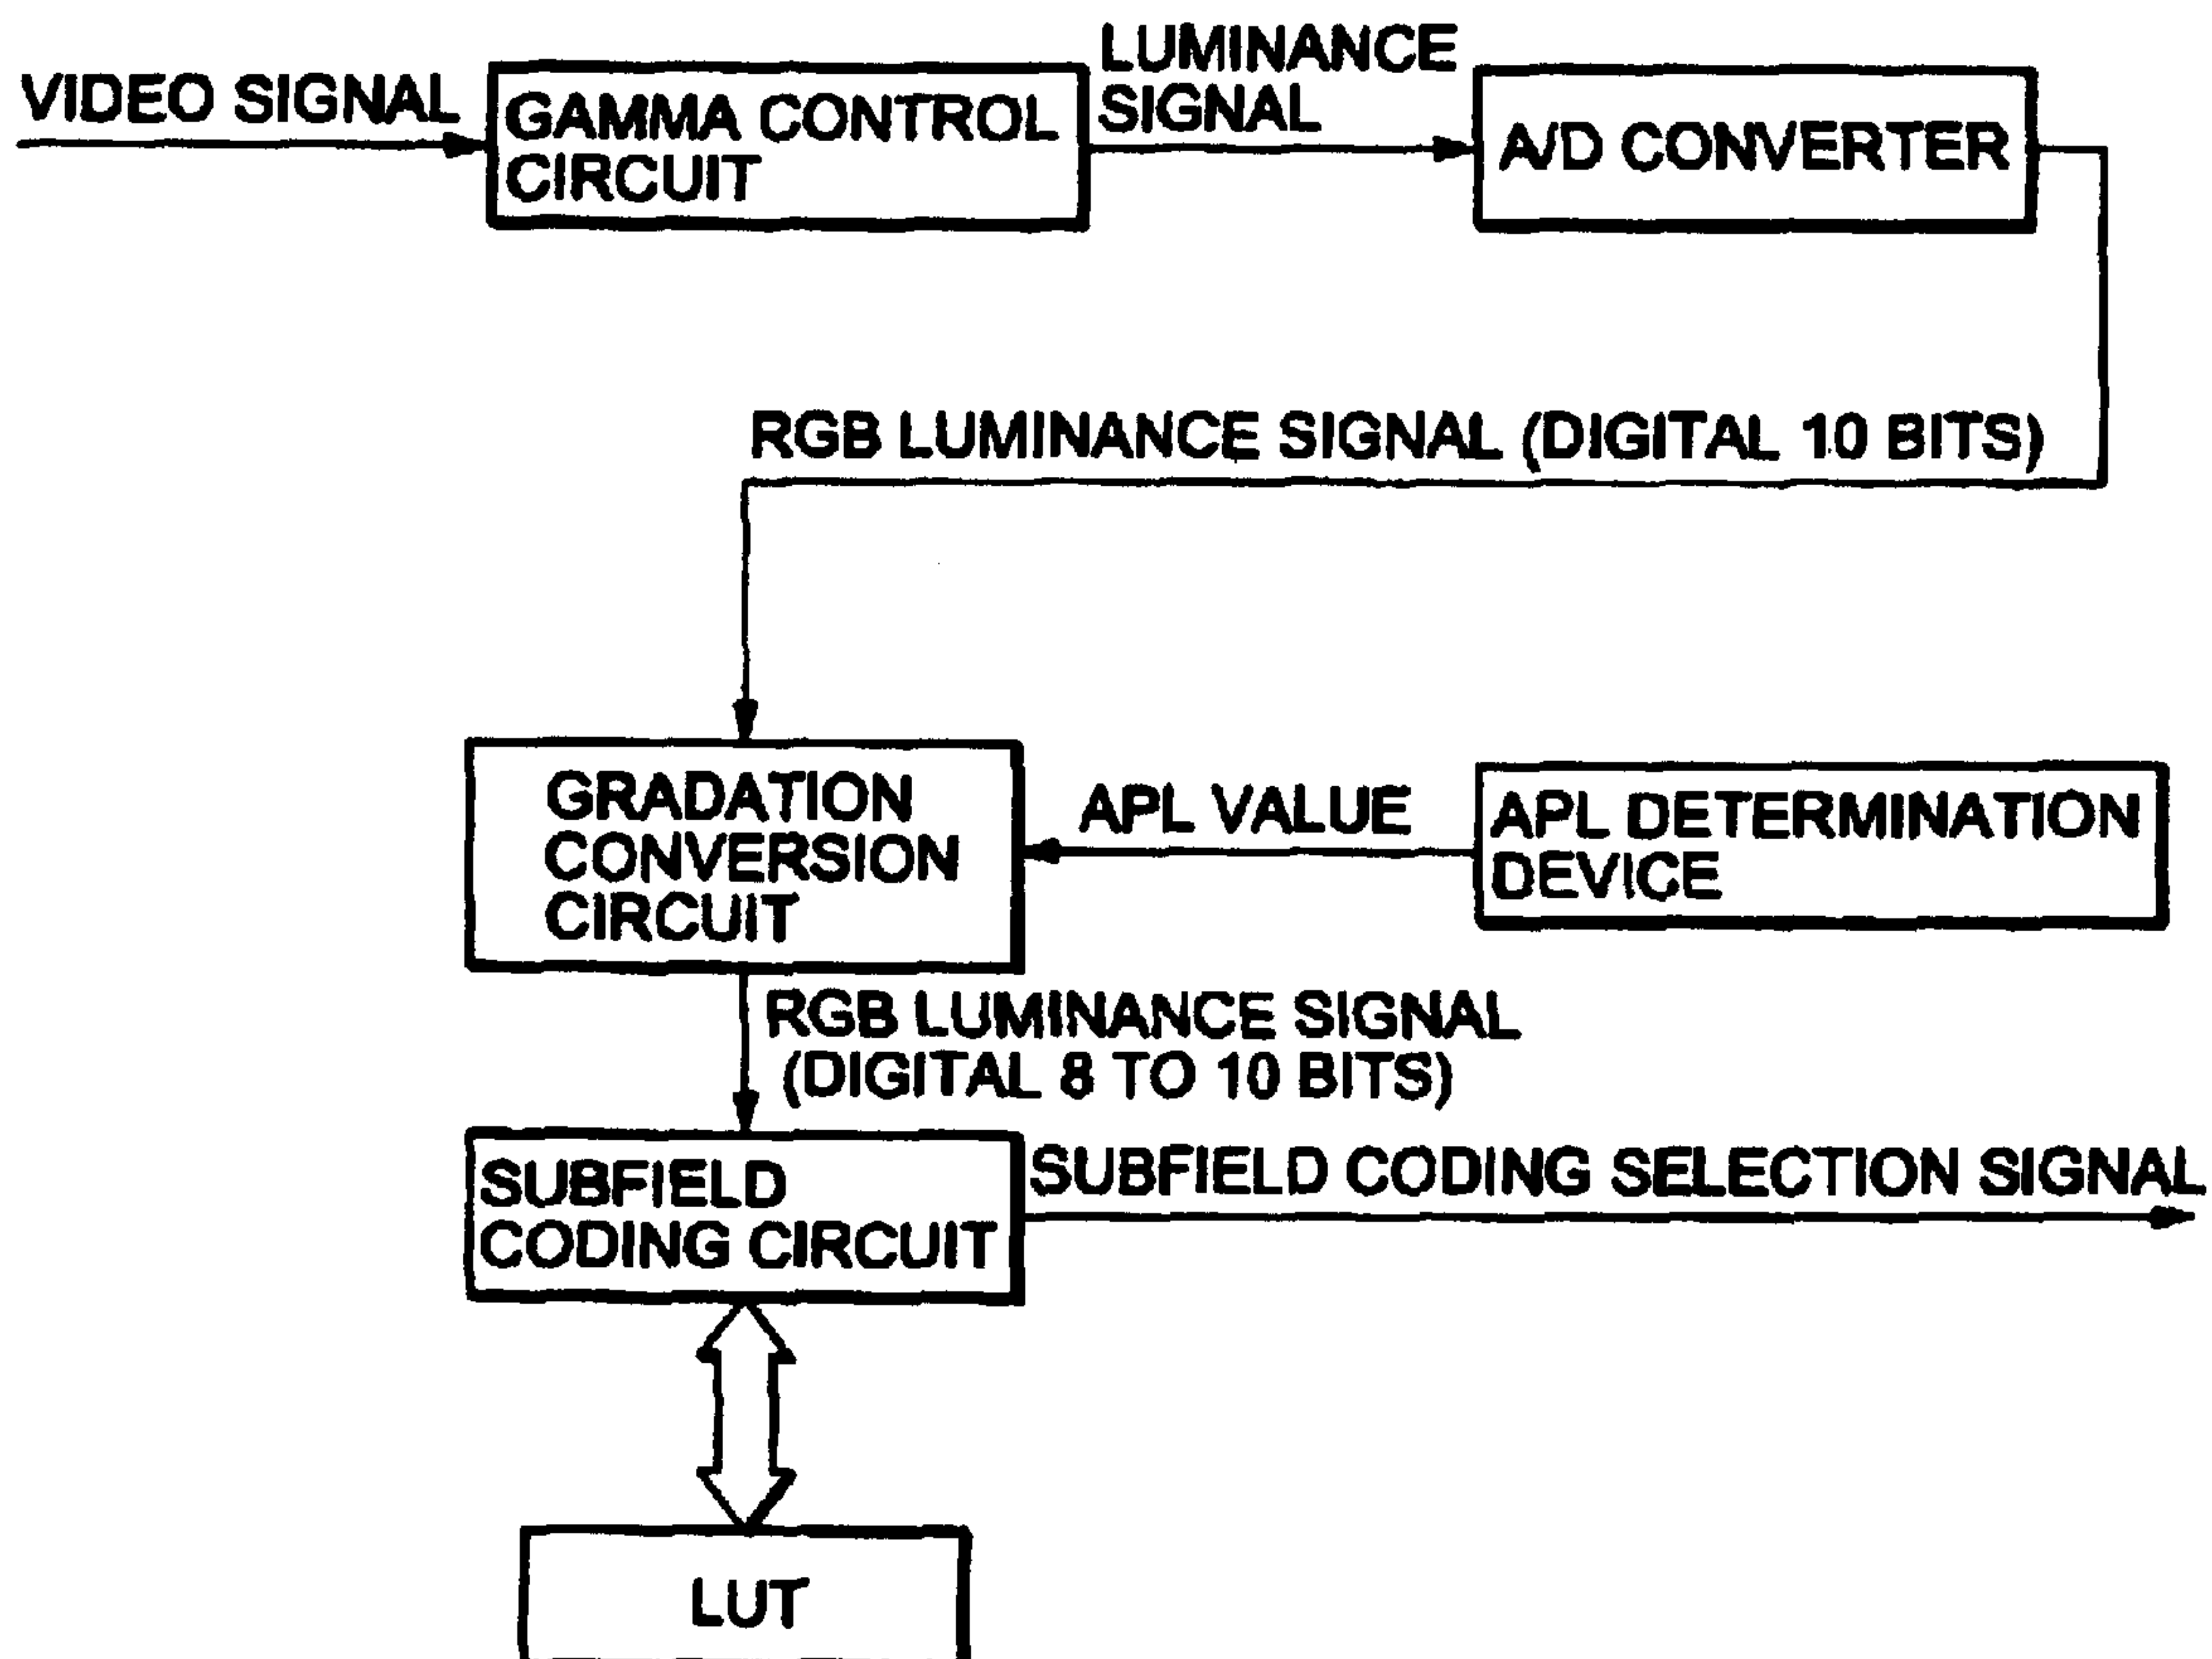 VIDEO SIGNAL
GAMMA CONTROL
CIRCUIT
LUMINANCE
SIGNAL
A/D CONVERTER
RGB LUMINANCE SIGNAL (DIGITAL 10 BITS)
GRADATION
CONVERSION
CIRCUIT
APL VALUE
APL DETERMINATION
DEVICE
RGB LUMINANCE SIGNAL
(DIGITAL 8 TO 10 BITS)
SUBFIELD
CODING CIRCUIT
SUBFIELD CODING SELECTION SIGNAL
LUT